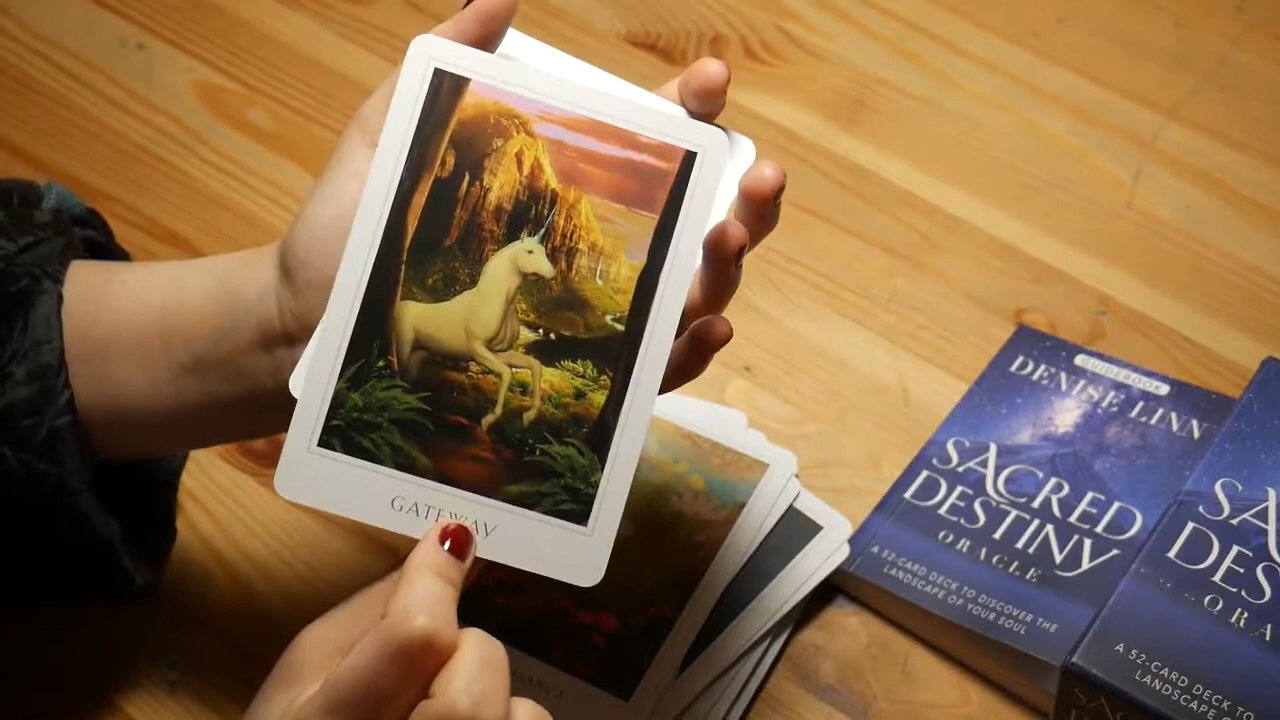 GATEWAY
GUIDEBOOK
DENISE LINN
SACRED
DESTINY
ORACLE
A 52-CARD DECK TO DISCOVER THE
LANDSCAPE OF YOUR SOUL
SA
DES
ORA
A 52-CARD DECK TO
LANDSCAPE OF
SACRED